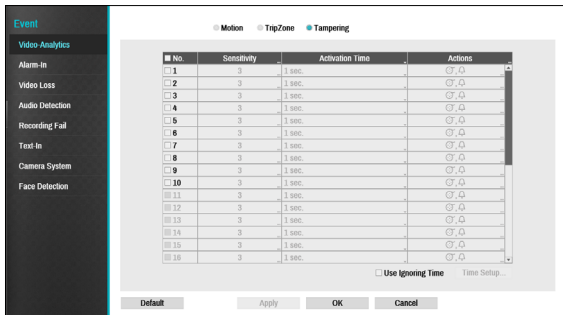 Event
Video-Analytics
Alarm-In
Video Loss
Audio Detection
Recording Fail
Text-In
Camera System
Face Detection
Motion TripZone Tampering
No. Sensitivity Activation Time Actions
1 3 1 sec.
2 3 1 sec.
3 3 1 sec.
4 3 1 sec.
5 3 1 sec.
6 3 1 sec.
7 3 1 sec.
8 3 1 sec.
9 3 1 sec.
10 3 1 sec.
11 3 1 sec.
12 3 1 sec.
13 3 1 sec.
14 3 1 sec.
15 3 1 sec.
16 3 1 sec.
Use Ignoring Time Time Setup...
Default Apply OK Cancel